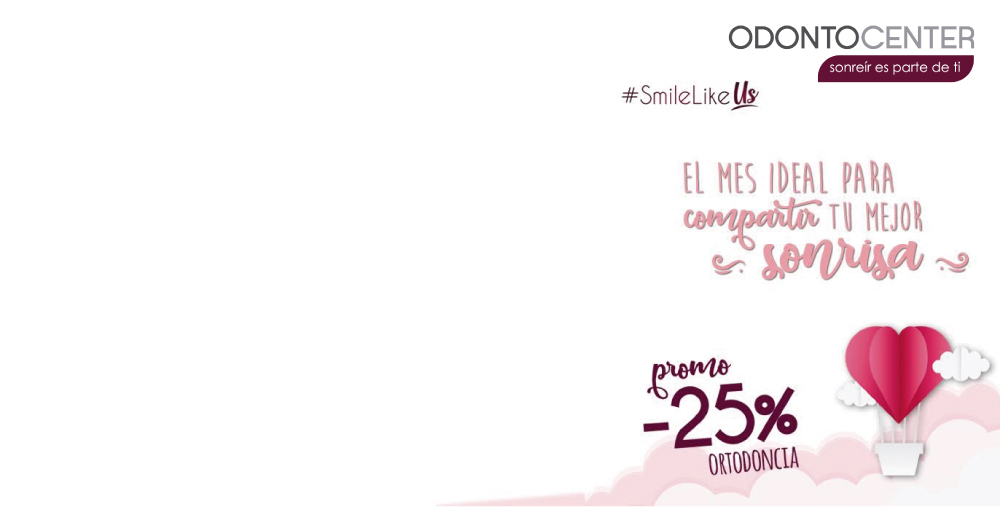 ODONTOCENTER
sonreír es parte de ti
#SmileLikeUs
EL MES IDEAL PARA
compartir TU MEJOR
sonrisa
promo
-25%
ORTODONCIA